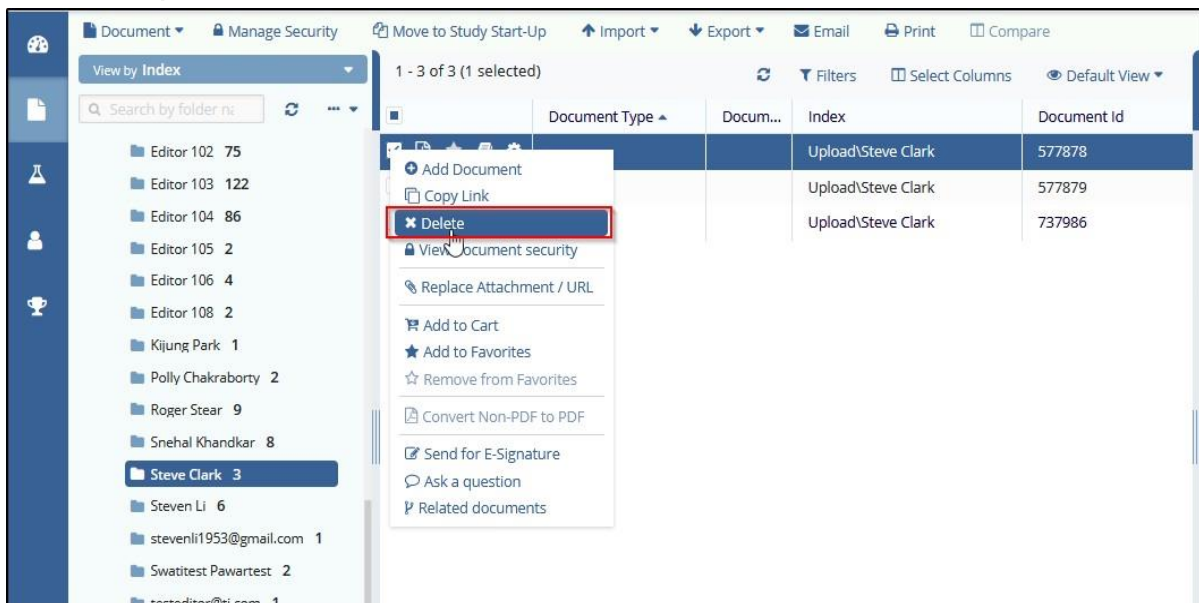 Document Manage Security Move to Study Start-Up Import Export Email Print Compare
View by Index
1 - 3 of 3 (1 selected) Filters Select Columns Default View
Search by folder na
Document Type Docum... Index Document Id
Editor 102 75
Upload\Steve Clark 577878
Add Document
Editor 103 122
Upload\Steve Clark 577879
Copy Link
Editor 104 86
Delete
Upload\Steve Clark 737986
Editor 105 2
View Document security
Editor 106 4
Replace Attachment / URL
Editor 108 2
Add to Cart
Kijung Park 1
Add to Favorites
Polly Chakraborty 2
Remove from Favorites
Roger Stear 9
Convert Non-PDF to PDF
Snehal Khandkar 8
Send for E-Signature
Steve Clark 3
Ask a question
Steven Li 6
Related documents
stevenli1953@gmail.com 1
Swatitest Pawartest 2